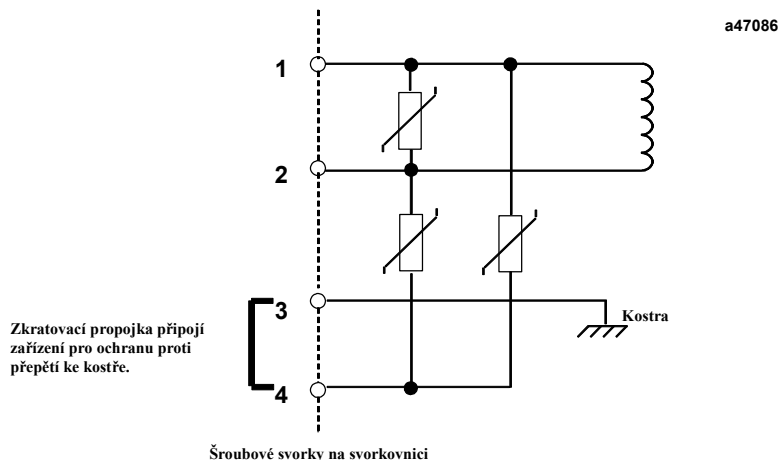 a47086
1
2
3
Kostra
Zkratovací propojka připojí
zařízení pro ochranu proti
přepětí ke kostře.
4
Šroubové svorky na svorkovnici